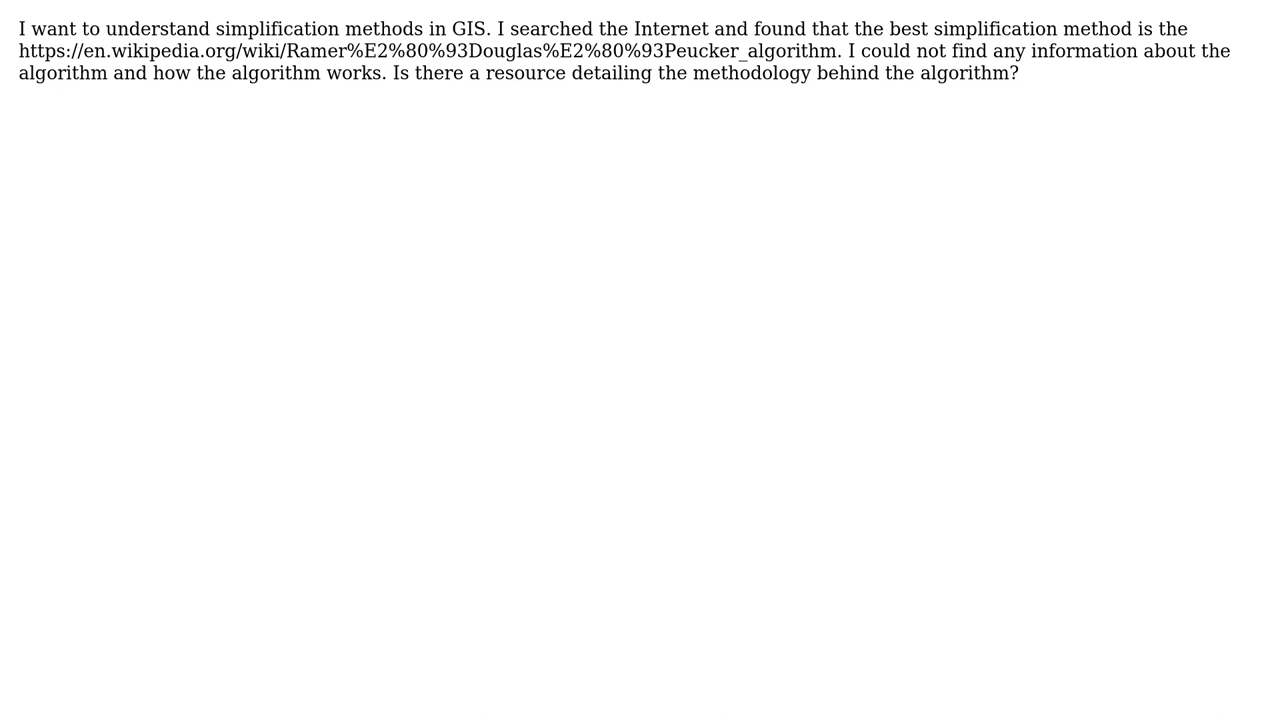 I want to understand simplification methods in GIS. I searched the Internet and found that the best simplification method is the
https://en.wikipedia.org/wiki/Ramer%E2%80%93Douglas%E2%80%93Peucker_algorithm. I could not find any information about the
algorithm and how the algorithm works. Is there a resource detailing the methodology behind the algorithm?